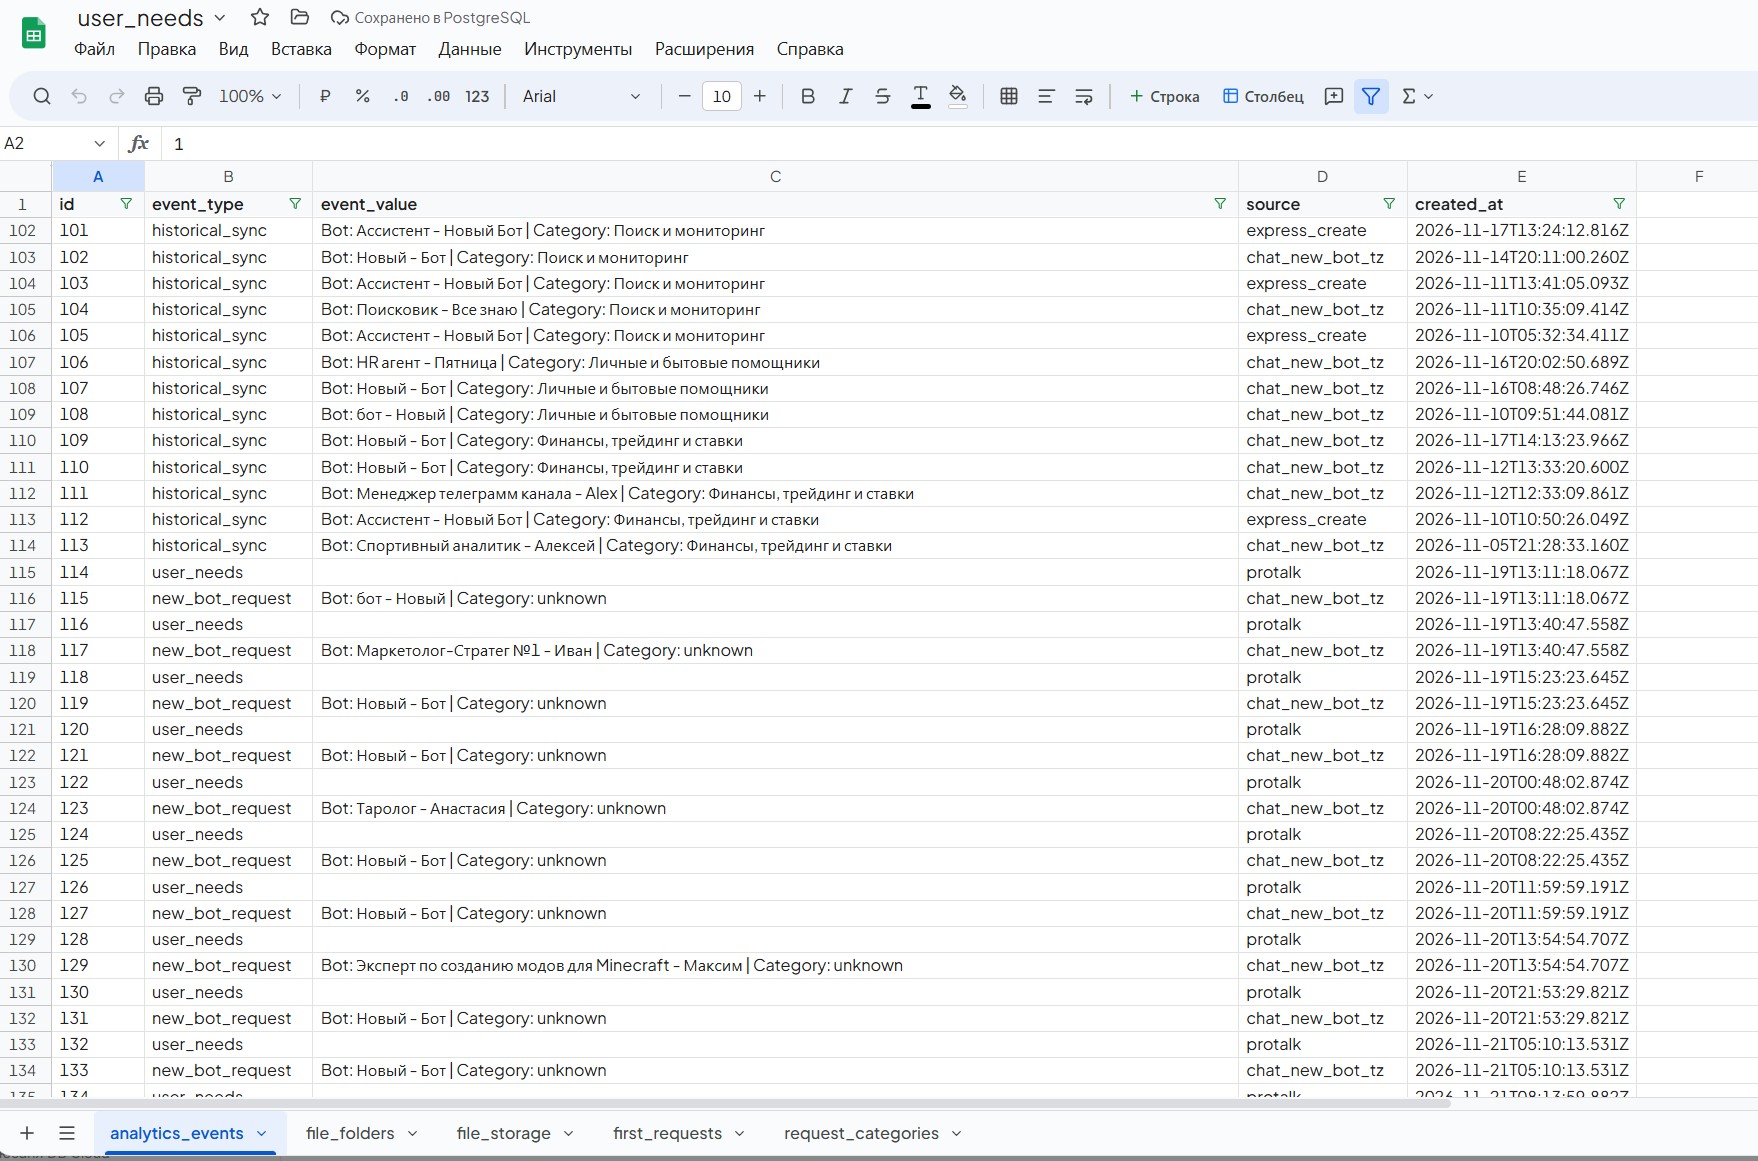 user_needs Сохранено в PostgreSQL
Файл Правка Вид Вставка Формат Данные Инструменты Расширения Справка
100% ₽ % .0 .00 123 Arial 10 B I S T + Строка Столбец Σ
A2 fx 1
A B C D E F
1 id event_type event_value source created_at
102 101 historical_sync Bot: Ассистент - Новый Бот | Category: Поиск и мониторинг express_create 2026-11-17T13:24:12.816Z
103 102 historical_sync Bot: Новый - Бот | Category: Поиск и мониторинг chat_new_bot_tz 2026-11-14T20:11:00.260Z
104 103 historical_sync Bot: Ассистент - Новый Бот | Category: Поиск и мониторинг express_create 2026-11-11T13:41:05.093Z
105 104 historical_sync Bot: Поисковик - Все знаю | Category: Поиск и мониторинг chat_new_bot_tz 2026-11-11T10:35:09.414Z
106 105 historical_sync Bot: Ассистент - Новый Бот | Category: Поиск и мониторинг express_create 2026-11-10T05:32:34.411Z
107 106 historical_sync Bot: HR агент - Пятница | Category: Личные и бытовые помощники chat_new_bot_tz 2026-11-16T20:02:50.689Z
108 107 historical_sync Bot: Новый - Бот | Category: Личные и бытовые помощники chat_new_bot_tz 2026-11-16T08:48:26.746Z
109 108 historical_sync Bot: бот - Новый | Category: Личные и бытовые помощники chat_new_bot_tz 2026-11-10T09:51:44.081Z
110 109 historical_sync Bot: Новый - Бот | Category: Финансы, трейдинг и ставки chat_new_bot_tz 2026-11-17T14:13:23.966Z
111 110 historical_sync Bot: Новый - Бот | Category: Финансы, трейдинг и ставки chat_new_bot_tz 2026-11-12T13:33:20.600Z
112 111 historical_sync Bot: Менеджер телеграмм канала - Alex | Category: Финансы, трейдинг и ставки chat_new_bot_tz 2026-11-12T12:33:09.861Z
113 112 historical_sync Bot: Ассистент - Новый Бот | Category: Финансы, трейдинг и ставки express_create 2026-11-10T10:50:26.049Z
114 113 historical_sync Bot: Спортивный аналитик - Алексей | Category: Финансы, трейдинг и ставки chat_new_bot_tz 2026-11-05T21:28:33.160Z
115 114 user_needs protalk 2026-11-19T13:11:18.067Z
116 115 new_bot_request Bot: бот - Новый | Category: unknown chat_new_bot_tz 2026-11-19T13:11:18.067Z
117 116 user_needs protalk 2026-11-19T13:40:47.558Z
118 117 new_bot_request Bot: Маркетолог-Стратег №1 - Иван | Category: unknown chat_new_bot_tz 2026-11-19T13:40:47.558Z
119 118 user_needs protalk 2026-11-19T15:23:23.645Z
120 119 new_bot_request Bot: Новый - Бот | Category: unknown chat_new_bot_tz 2026-11-19T15:23:23.645Z
121 120 user_needs protalk 2026-11-19T16:28:09.882Z
122 121 new_bot_request Bot: Новый - Бот | Category: unknown chat_new_bot_tz 2026-11-19T16:28:09.882Z
123 122 user_needs protalk 2026-11-20T00:48:02.874Z
124 123 new_bot_request Bot: Таролог - Анастасия | Category: unknown chat_new_bot_tz 2026-11-20T00:48:02.874Z
125 124 user_needs protalk 2026-11-20T08:22:25.435Z
126 125 new_bot_request Bot: Новый - Бот | Category: unknown chat_new_bot_tz 2026-11-20T08:22:25.435Z
127 126 user_needs protalk 2026-11-20T11:59:59.191Z
128 127 new_bot_request Bot: Новый - Бот | Category: unknown chat_new_bot_tz 2026-11-20T11:59:59.191Z
129 128 user_needs protalk 2026-11-20T13:54:54.707Z
130 129 new_bot_request Bot: Эксперт по созданию модов для Minecraft - Максим | Category: unknown chat_new_bot_tz 2026-11-20T13:54:54.707Z
131 130 user_needs protalk 2026-11-20T21:53:29.821Z
132 131 new_bot_request Bot: Новый - Бот | Category: unknown chat_new_bot_tz 2026-11-20T21:53:29.821Z
133 132 user_needs protalk 2026-11-21T05:10:13.531Z
134 133 new_bot_request Bot: Новый - Бот | Category: unknown chat_new_bot_tz 2026-11-21T05:10:13.531Z
135 134 user_needs protalk 2026-11-21T08:13:59.882Z
analytics_events file_folders file_storage first_requests request_categories